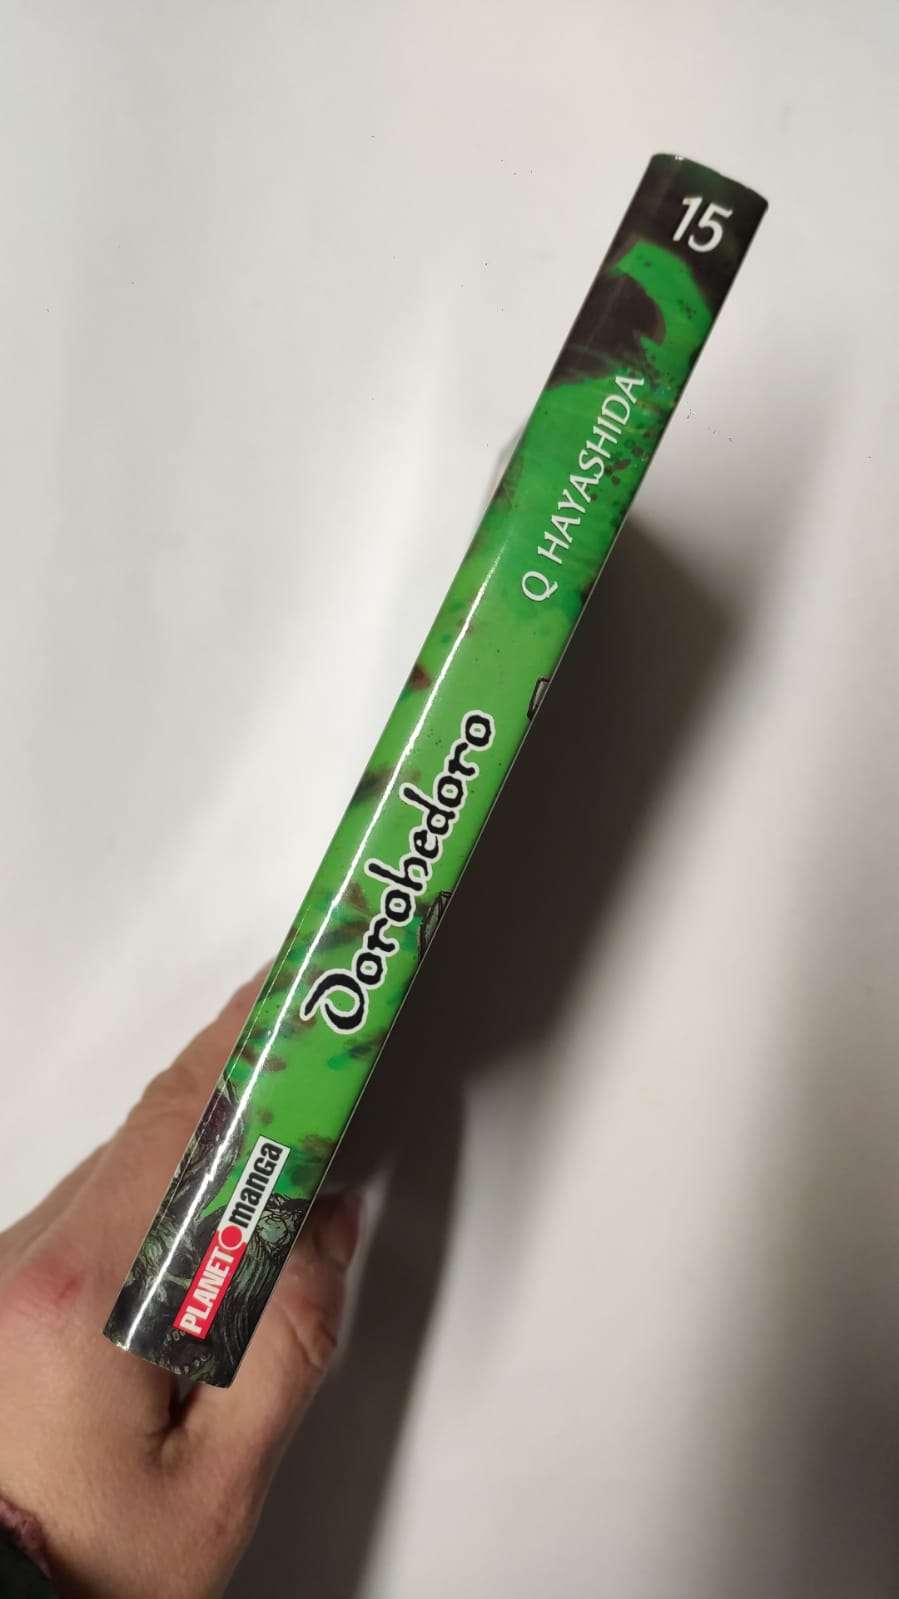 15
Q HAYASHIDA
Dorohedoro
PLANET manga